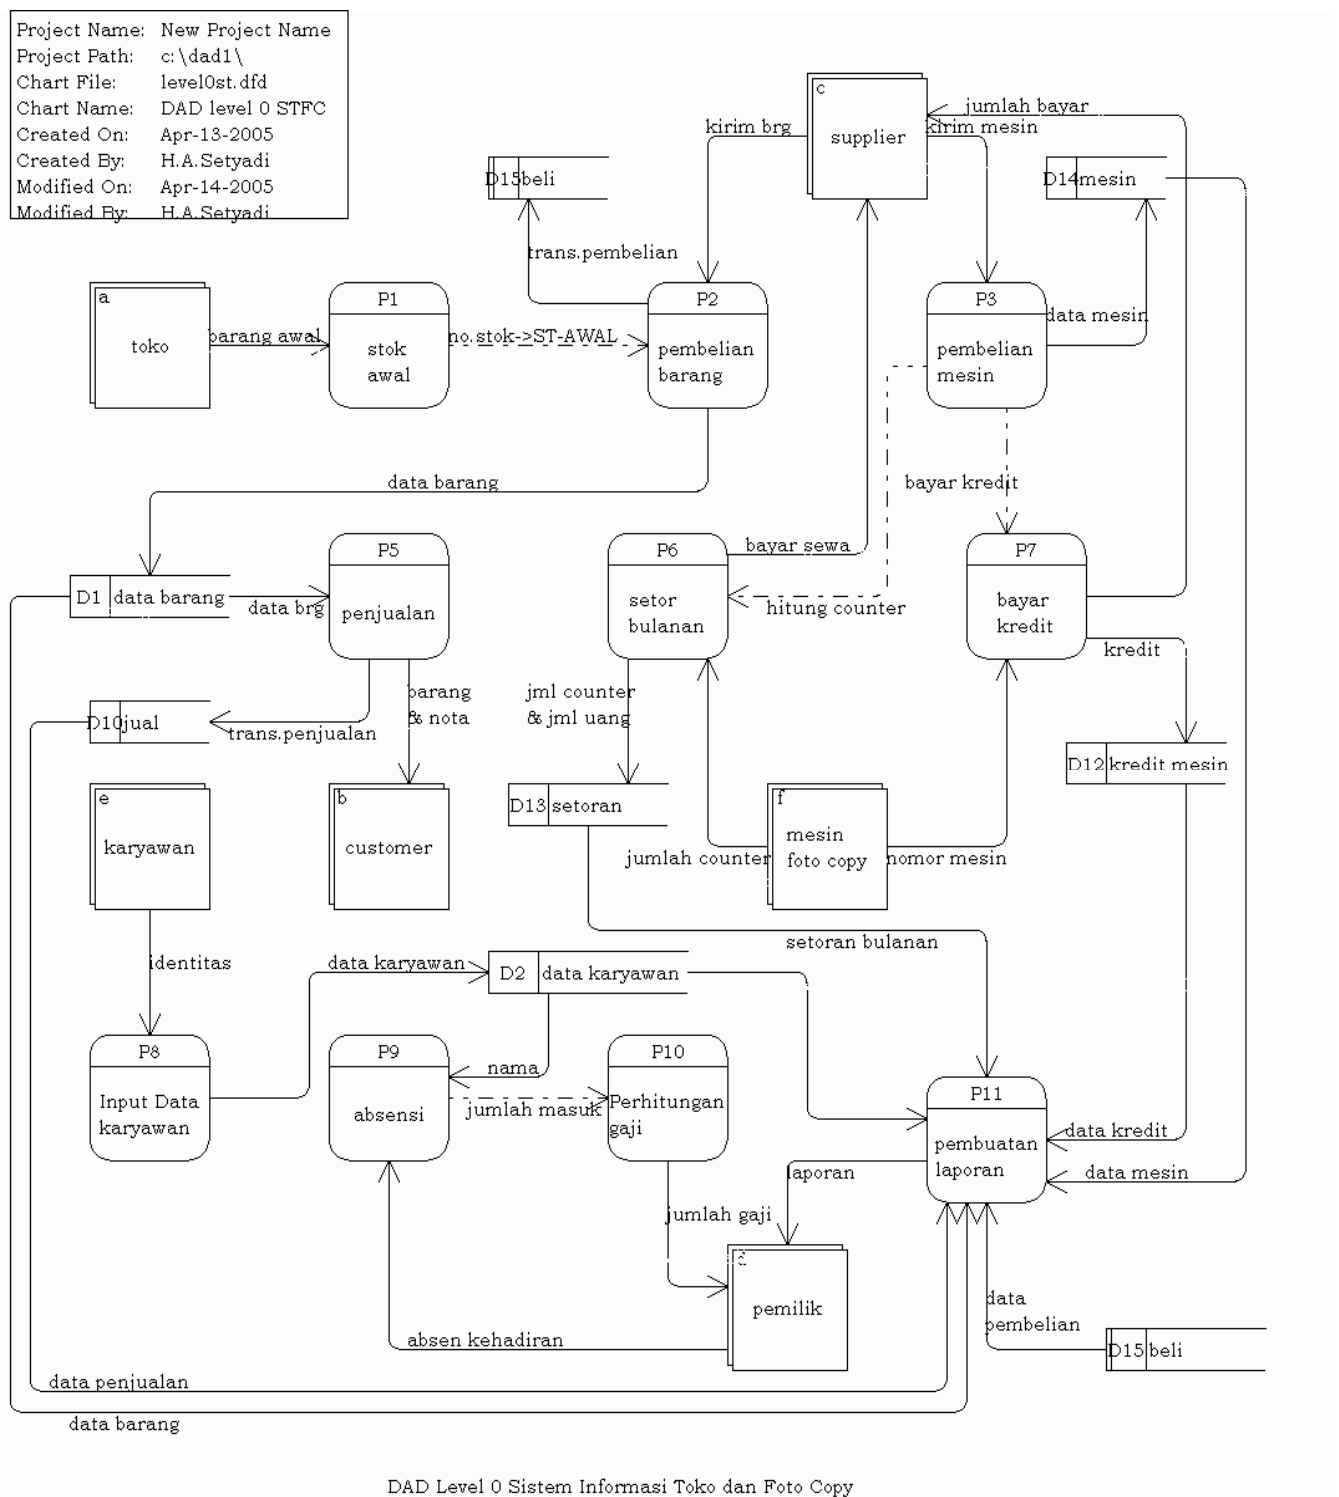 Project Name: New Project Name
Project Path: c:\dad1\
Chart File: level0st.dfd
Chart Name: DAD level 0 STFC
Created On: Apr-13-2005
Created By: H.A.Setyadi
Modified On: Apr-14-2005
Modified By: H.A.Setyadi
c
supplier
jumlah bayar
kirim brg
kirim mesin
D15 beli
D14 mesin
trans.pembelian
a
toko
barang awal
P1
stok
awal
no.stok->ST-AWAL
P2
pembelian
barang
P3
pembelian
mesin
data mesin
data barang
bayar kredit
P5
penjualan
P6
setor
bulanan
bayar sewa
P7
bayar
kredit
D1 data barang
data brg
hitung counter
kredit
barang
& nota
jml counter
& jml uang
D10 jual
trans.penjualan
D12 kredit mesin
e
karyawan
b
customer
D13 setoran
f
mesin
foto copy
jumlah counter
nomor mesin
setoran bulanan
identitas
data karyawan
D2 data karyawan
P8
Input Data
karyawan
P9
absensi
nama
jumlah masuk
P10
Perhitungan
gaji
P11
pembuatan
laporan
data kredit
data mesin
laporan
jumlah gaji
pemilik
absen kehadiran
data
pembelian
D15 beli
data penjualan
data barang
DAD Level 0 Sistem Informasi Toko dan Foto Copy